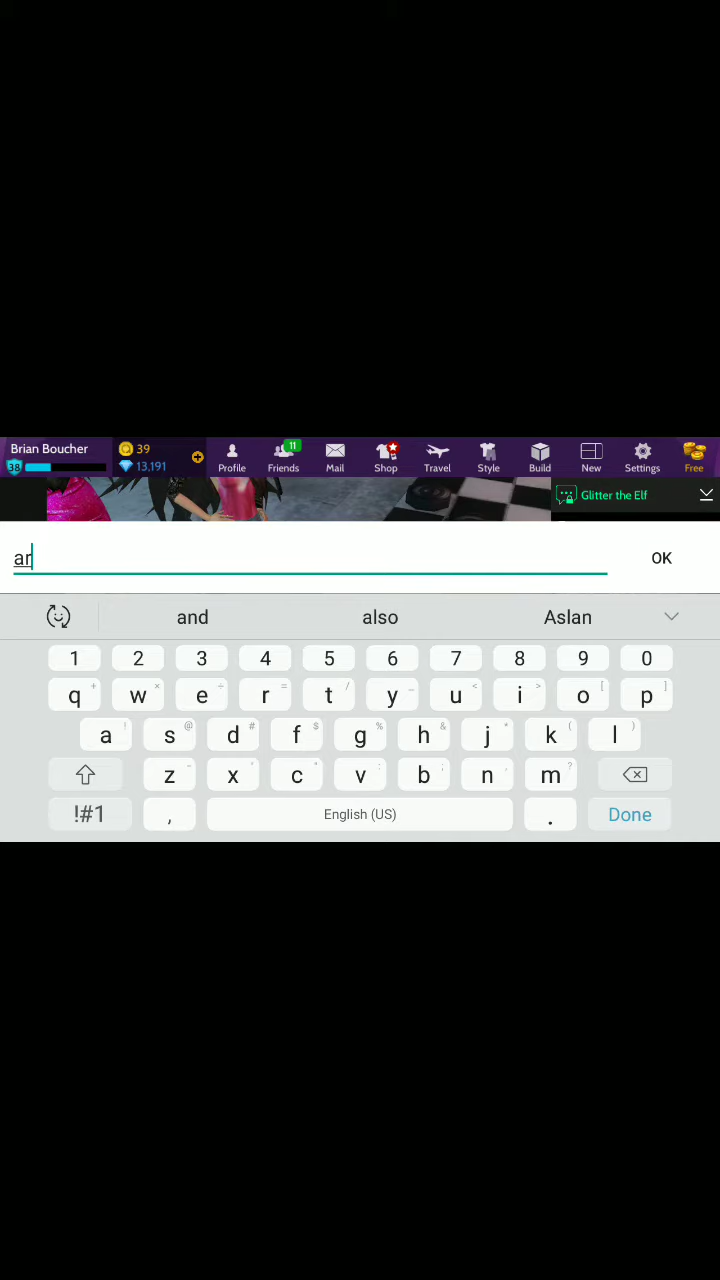 Brian Boucher
38
39
13,191
11
Profile Friends Mail Shop Travel Style Build New Settings Free
Glitter the Elf
ar
OK
and also Aslan
1 2 3 4 5 6 7 8 9 0
q w e r t y u i o p
a s d f g h j k l
z x c v b n m
!#1 , English (US) . Done